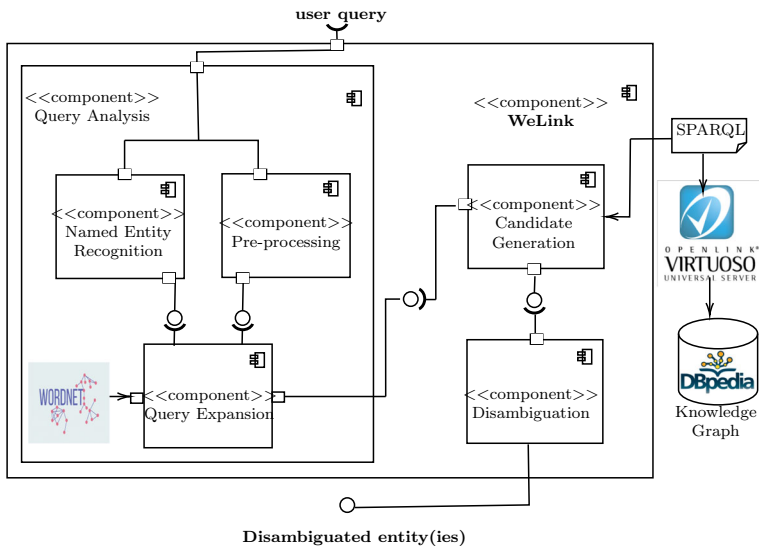 user query
<<component>>
Query Analysis
<<component>>
WeLink
SPARQL
<<component>>
Named Entity
Recognition
<<component>>
Pre-processing
<<component>>
Candidate
Generation
OPENLINK
VIRTUOSO
UNIVERSAL SERVER
WORDNET
<<component>>
Query Expansion
<<component>>
Disambiguation
DBpedia
Knowledge
Graph
Disambiguated entity(ies)